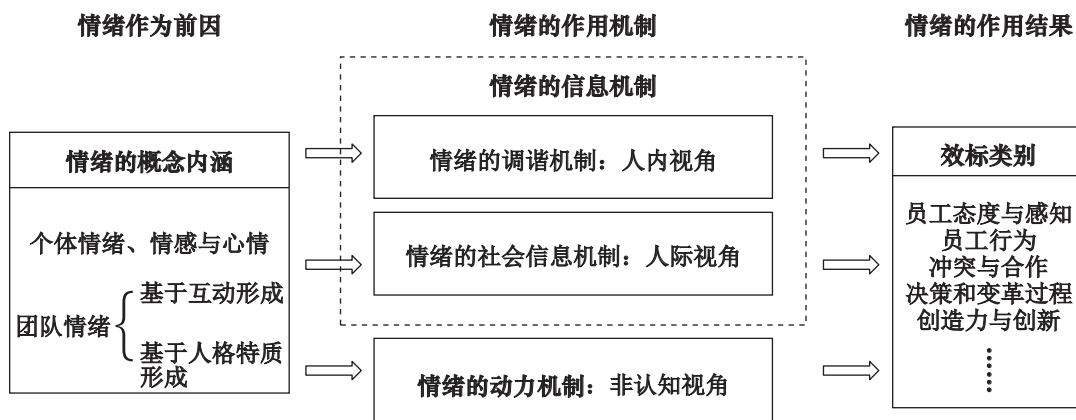 情绪作为前因
情绪的作用机制
情绪的作用结果
情绪的概念内涵
个体情绪、情感与心情
团队情绪
基于互动形成
基于人格特质
形成
情绪的信息机制
情绪的调谐机制：人内视角
情绪的社会信息机制：人际视角
情绪的动力机制：非认知视角
效标类别
员工态度与感知
员工行为
冲突与合作
决策和变革过程
创造力与创新
……